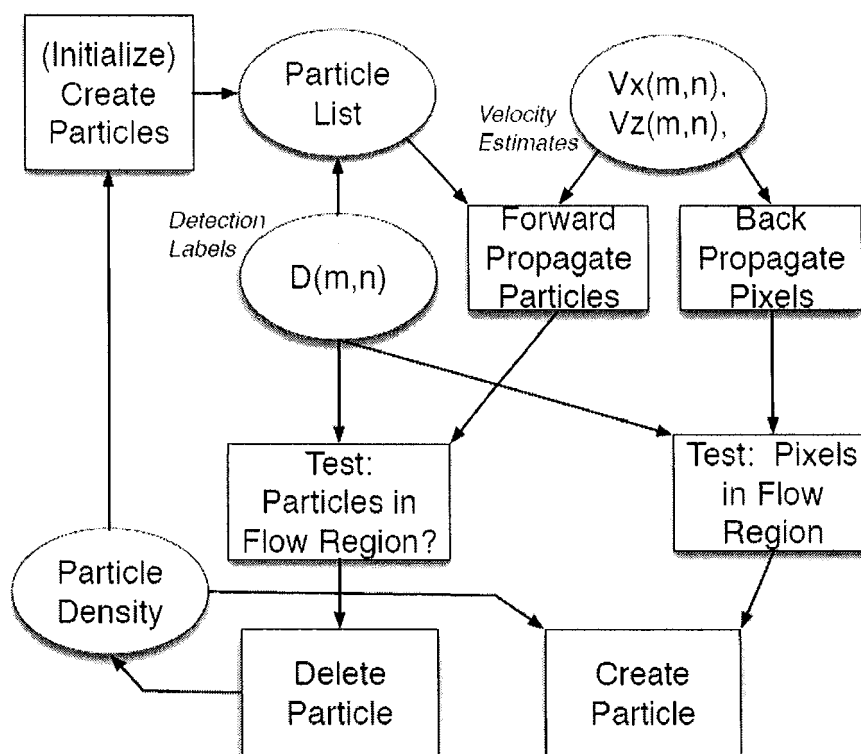 (Initialize)
Create
Particles
Particle
List
Vx(m,n),
Vz(m,n),
Velocity
Estimates
Detection
Labels
D(m,n)
Forward
Propagate
Particles
Back
Propagate
Pixels
Test:
Particles in
Flow Region?
Test: Pixels
in Flow
Region
Particle
Density
Delete
Particle
Create
Particle